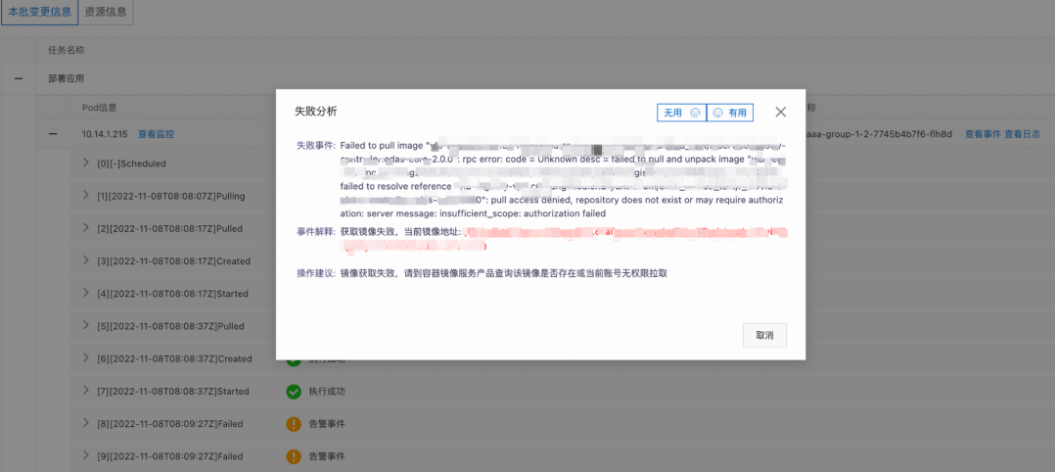 本批变更信息 资源信息
任务名称
部署应用
Pod信息
称
10.14.1.215 查看监控
aaa-group-1-2-7745b4b7f6-flh8d 查看事件 查看日志
[0][-]Scheduled
[1][2022-11-08T08:08:07Z]Pulling
[2][2022-11-08T08:08:07Z]Pulled
[3][2022-11-08T08:08:17Z]Created
[4][2022-11-08T08:08:17Z]Started
[5][2022-11-08T08:08:37Z]Pulled
[6][2022-11-08T08:08:37Z]Created 执行成功
[7][2022-11-08T08:08:37Z]Started 执行成功
[8][2022-11-08T08:09:27Z]Failed 告警事件
[9][2022-11-08T08:09:27Z]Failed 告警事件
失败分析 无用 有用
失败事件: Failed to pull image "
-core-2.0.0": rpc error: code = Unknown desc = failed to pull and unpack image "
failed to resolve reference
": pull access denied, repository does not exist or may require authoriz
ation: server message: insufficient_scope: authorization failed
事件解释: 获取镜像失败，当前镜像地址:
操作建议: 镜像获取失败，请到容器镜像服务产品查询该镜像是否存在或当前账号无权限拉取
取消